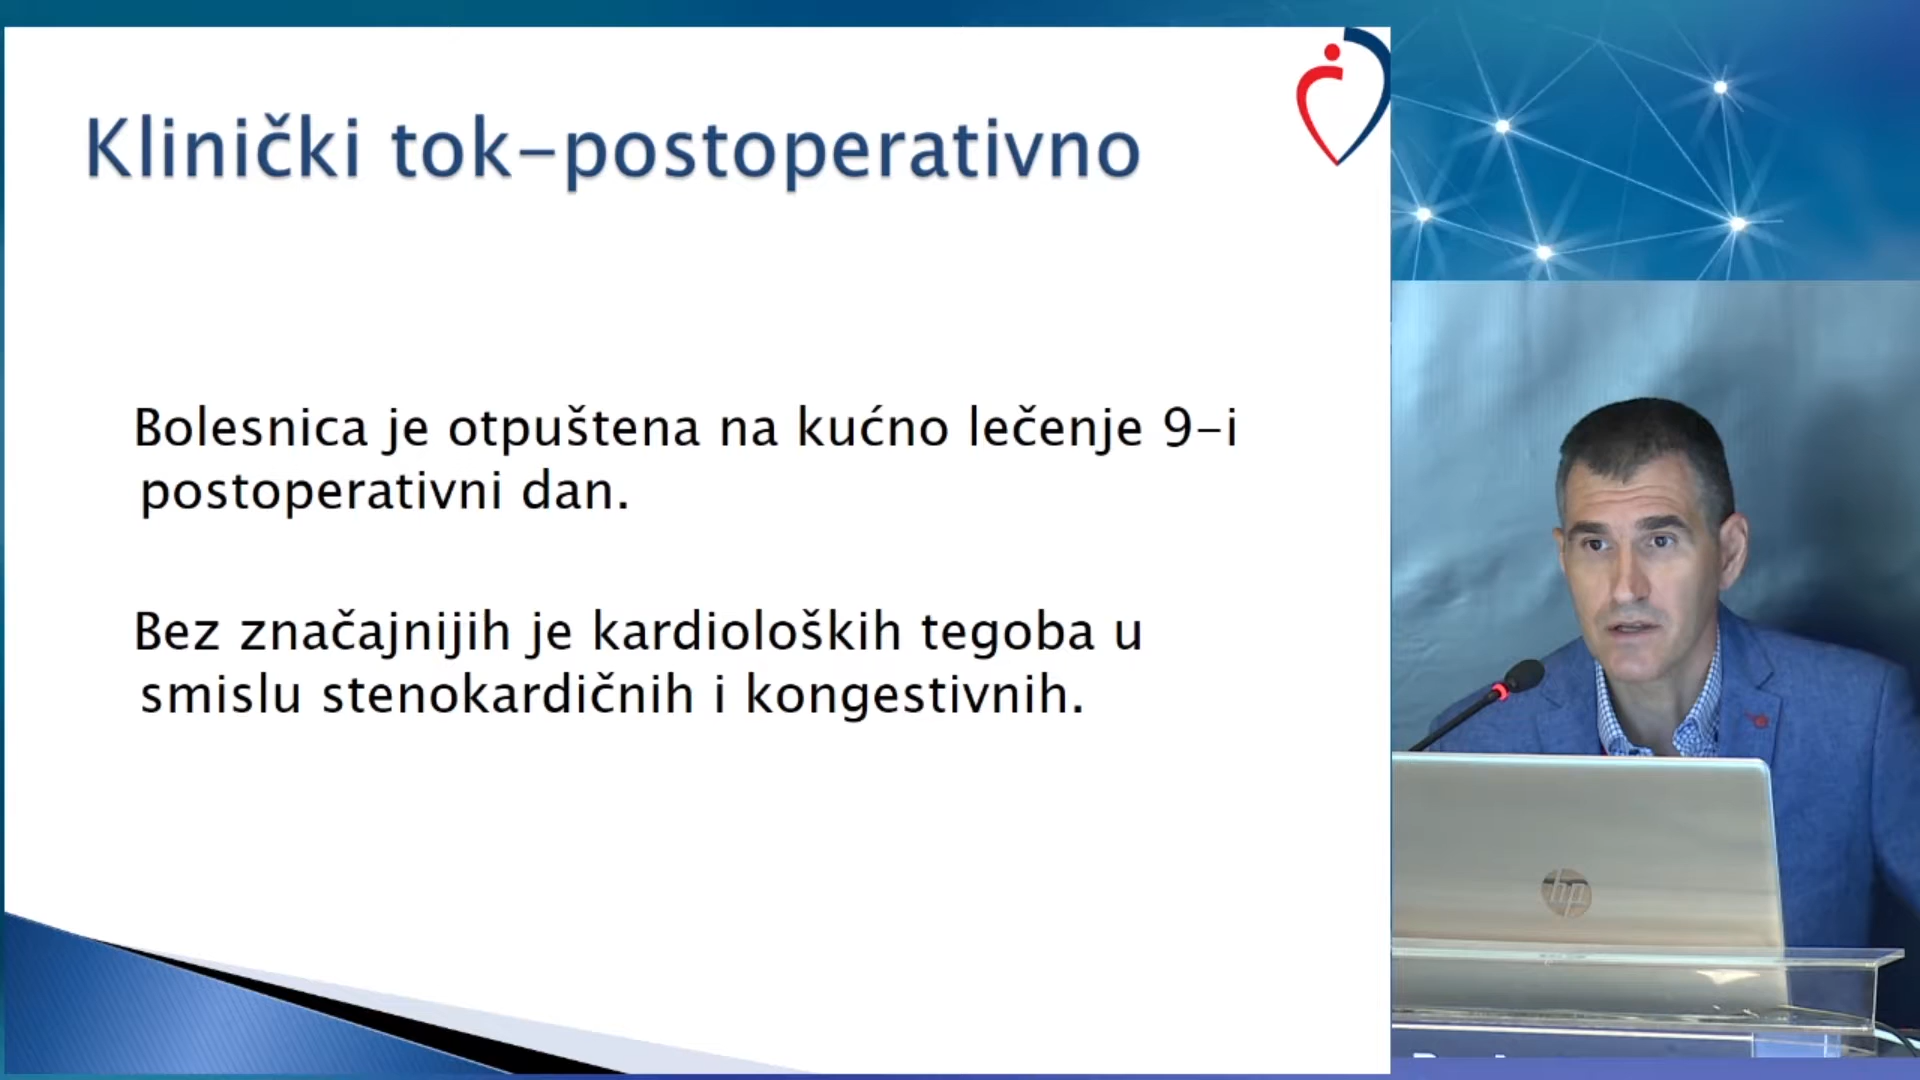 Klinički tok-postoperativno
Bolesnica je otpuštena na kućno lečenje 9-i
postoperativni dan.
Bez značajnijih je kardioloških tegoba u
smislu stenokardičnih i kongestivnih.
hp